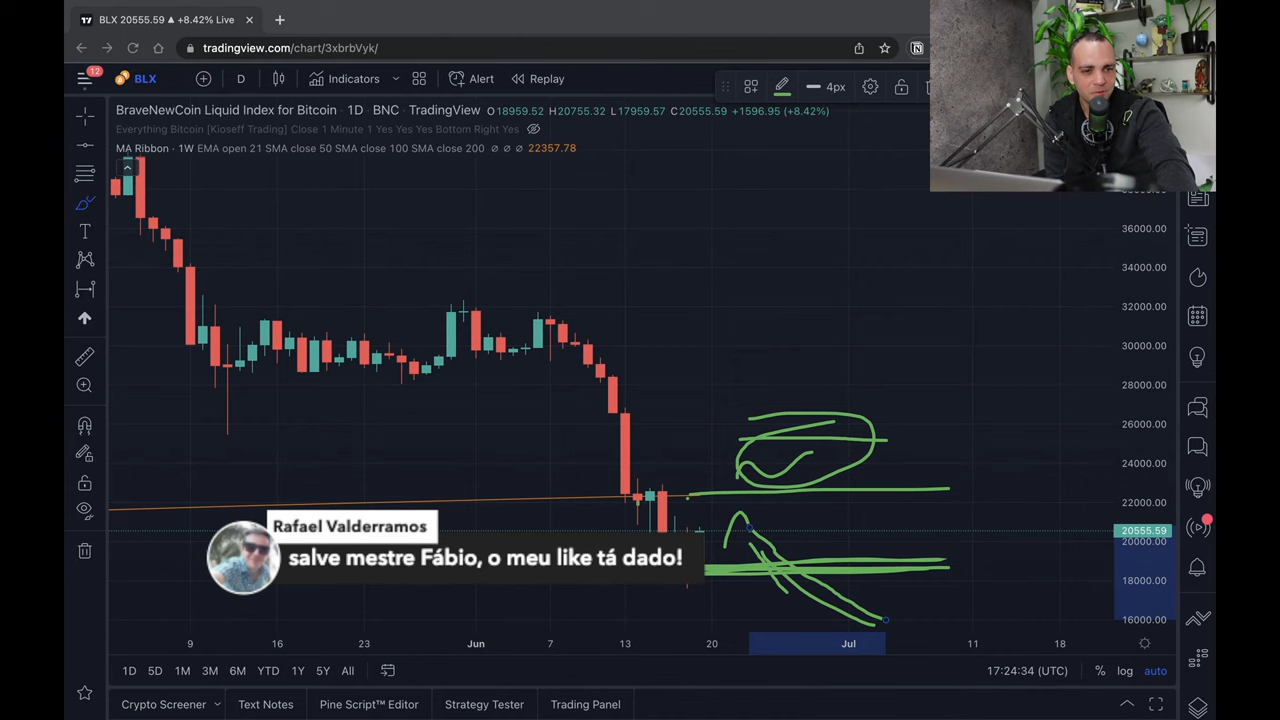 BLX 20555.59 ▲ +8.42% Live
tradingview.com/chart/3xbrbVyk/
12
BLX
D
Indicators
Alert
Replay
4px
BraveNewCoin Liquid Index for Bitcoin · 1D · BNC · TradingView O18959.52 H20755.32 L17959.57 C20555.59 +1596.95 (+8.42%)
Everything Bitcoin [Kioseff Trading] Close 1 Minute 1 Yes Yes Yes Bottom Right Yes
MA Ribbon · 1W EMA open 21 SMA close 50 SMA close 100 SMA close 200 ∅ ∅ ∅ 22357.78
36000.00
34000.00
32000.00
30000.00
28000.00
26000.00
24000.00
22000.00
20555.59
20000.00
18000.00
16000.00
Rafael Valderramos
salve mestre Fábio, o meu like tá dado!
9 16 23 Jun 7 13 20 Jul 11 18
1D 5D 1M 3M 6M YTD 1Y 5Y All
17:24:34 (UTC) % log auto
Crypto Screener Text Notes Pine Script™ Editor Strategy Tester Trading Panel